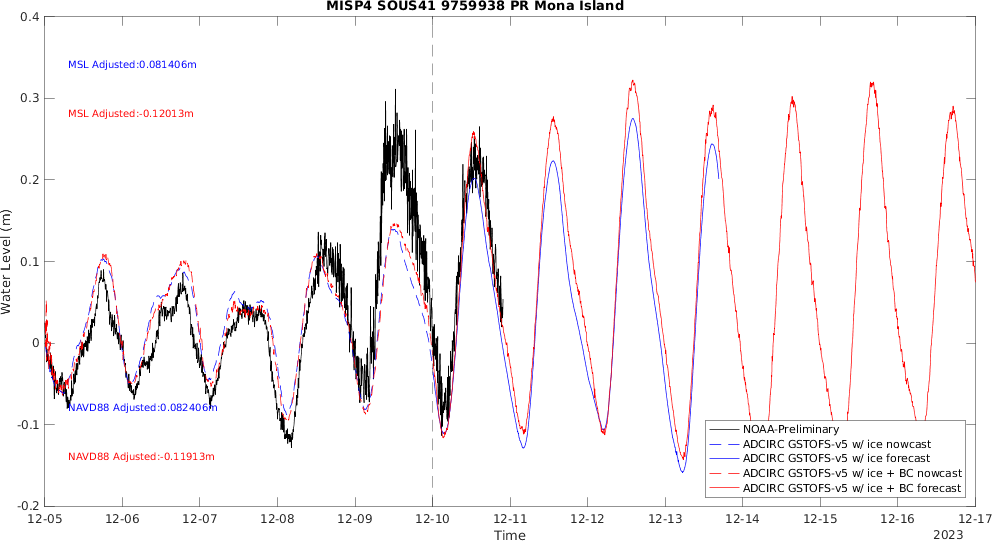 MISP4 SOUS41 9759938 PR Mona Island
0.4
0.3
0.2
0.1
0
-0.1
-0.2
Water Level (m)
MSL Adjusted:0.081406m
MSL Adjusted:-0.12013m
NAVD88 Adjusted:0.082406m
NAVD88 Adjusted:-0.11913m
NOAA-Preliminary
ADCIRC GSTOFS-v5 w/ ice nowcast
ADCIRC GSTOFS-v5 w/ ice forecast
ADCIRC GSTOFS-v5 w/ ice + BC nowcast
ADCIRC GSTOFS-v5 w/ ice + BC forecast
12-05 12-06 12-07 12-08 12-09 12-10 12-11 12-12 12-13 12-14 12-15 12-16 12-17
Time
2023